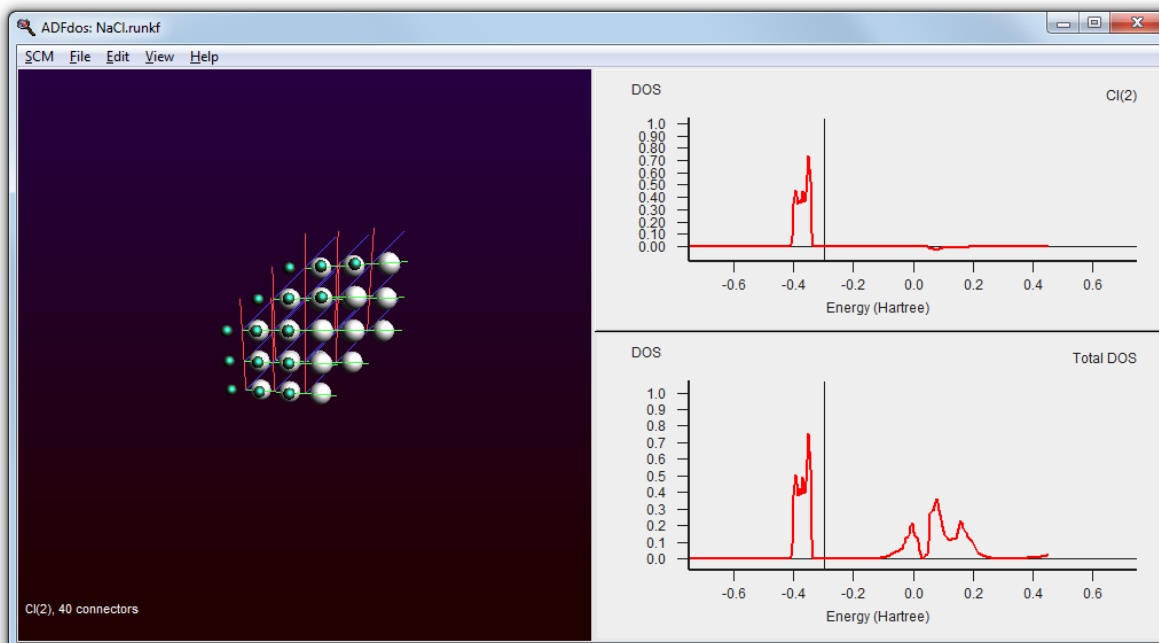 ADFdos: NaCl.runkf
SCM File Edit View Help
DOS
Cl(2)
1.0
0.90
0.80
0.70
0.60
0.50
0.40
0.30
0.20
0.10
0.00
-0.6 -0.4 -0.2 0.0 0.2 0.4 0.6
Energy (Hartree)
DOS
Total DOS
1.0
0.9
0.8
0.7
0.6
0.5
0.4
0.3
0.2
0.1
0.0
-0.6 -0.4 -0.2 0.0 0.2 0.4 0.6
Energy (Hartree)
Cl(2), 40 connectors